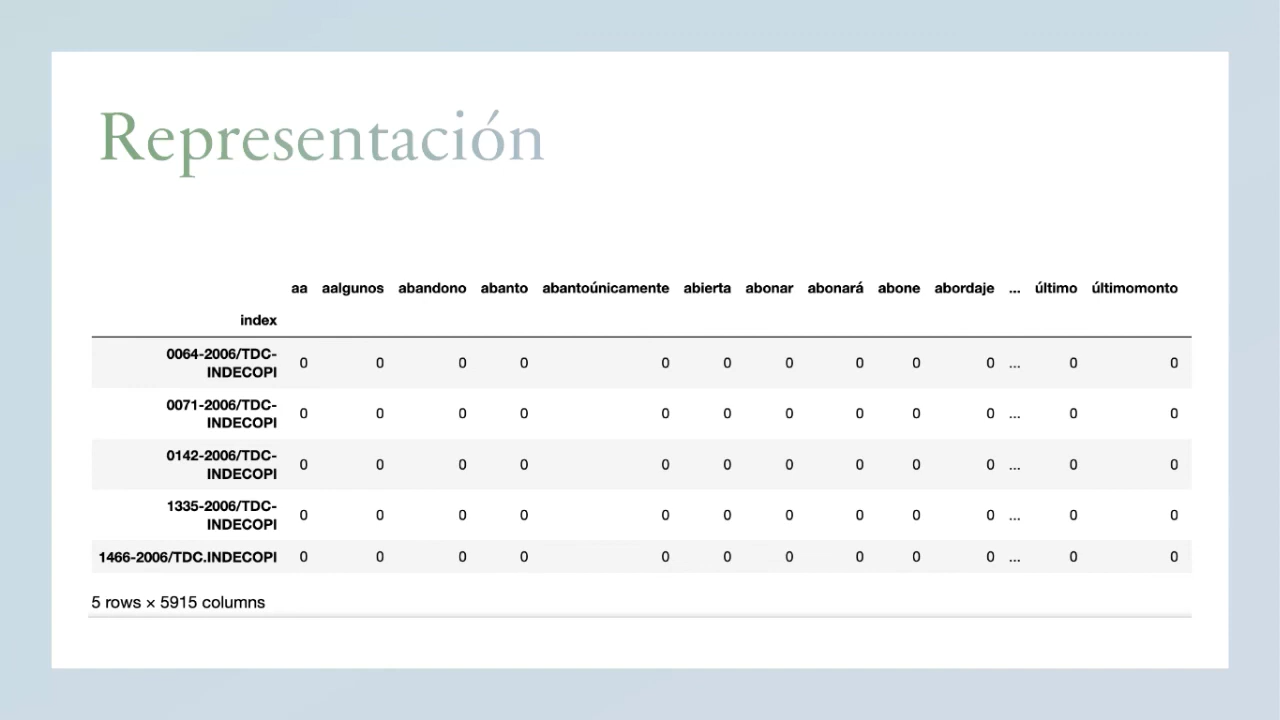 Representación
aa aalgunos abandono abanto abantoúnicamente abierta abonar abonará abone abordaje ... último últimomonto
index
0064-2006/TDC-
INDECOPI 0 0 0 0 0 0 0 0 0 0 ... 0 0
0071-2006/TDC-
INDECOPI 0 0 0 0 0 0 0 0 0 0 ... 0 0
0142-2006/TDC-
INDECOPI 0 0 0 0 0 0 0 0 0 0 ... 0 0
1335-2006/TDC-
INDECOPI 0 0 0 0 0 0 0 0 0 0 ... 0 0
1466-2006/TDC.INDECOPI 0 0 0 0 0 0 0 0 0 0 ... 0 0
5 rows × 5915 columns